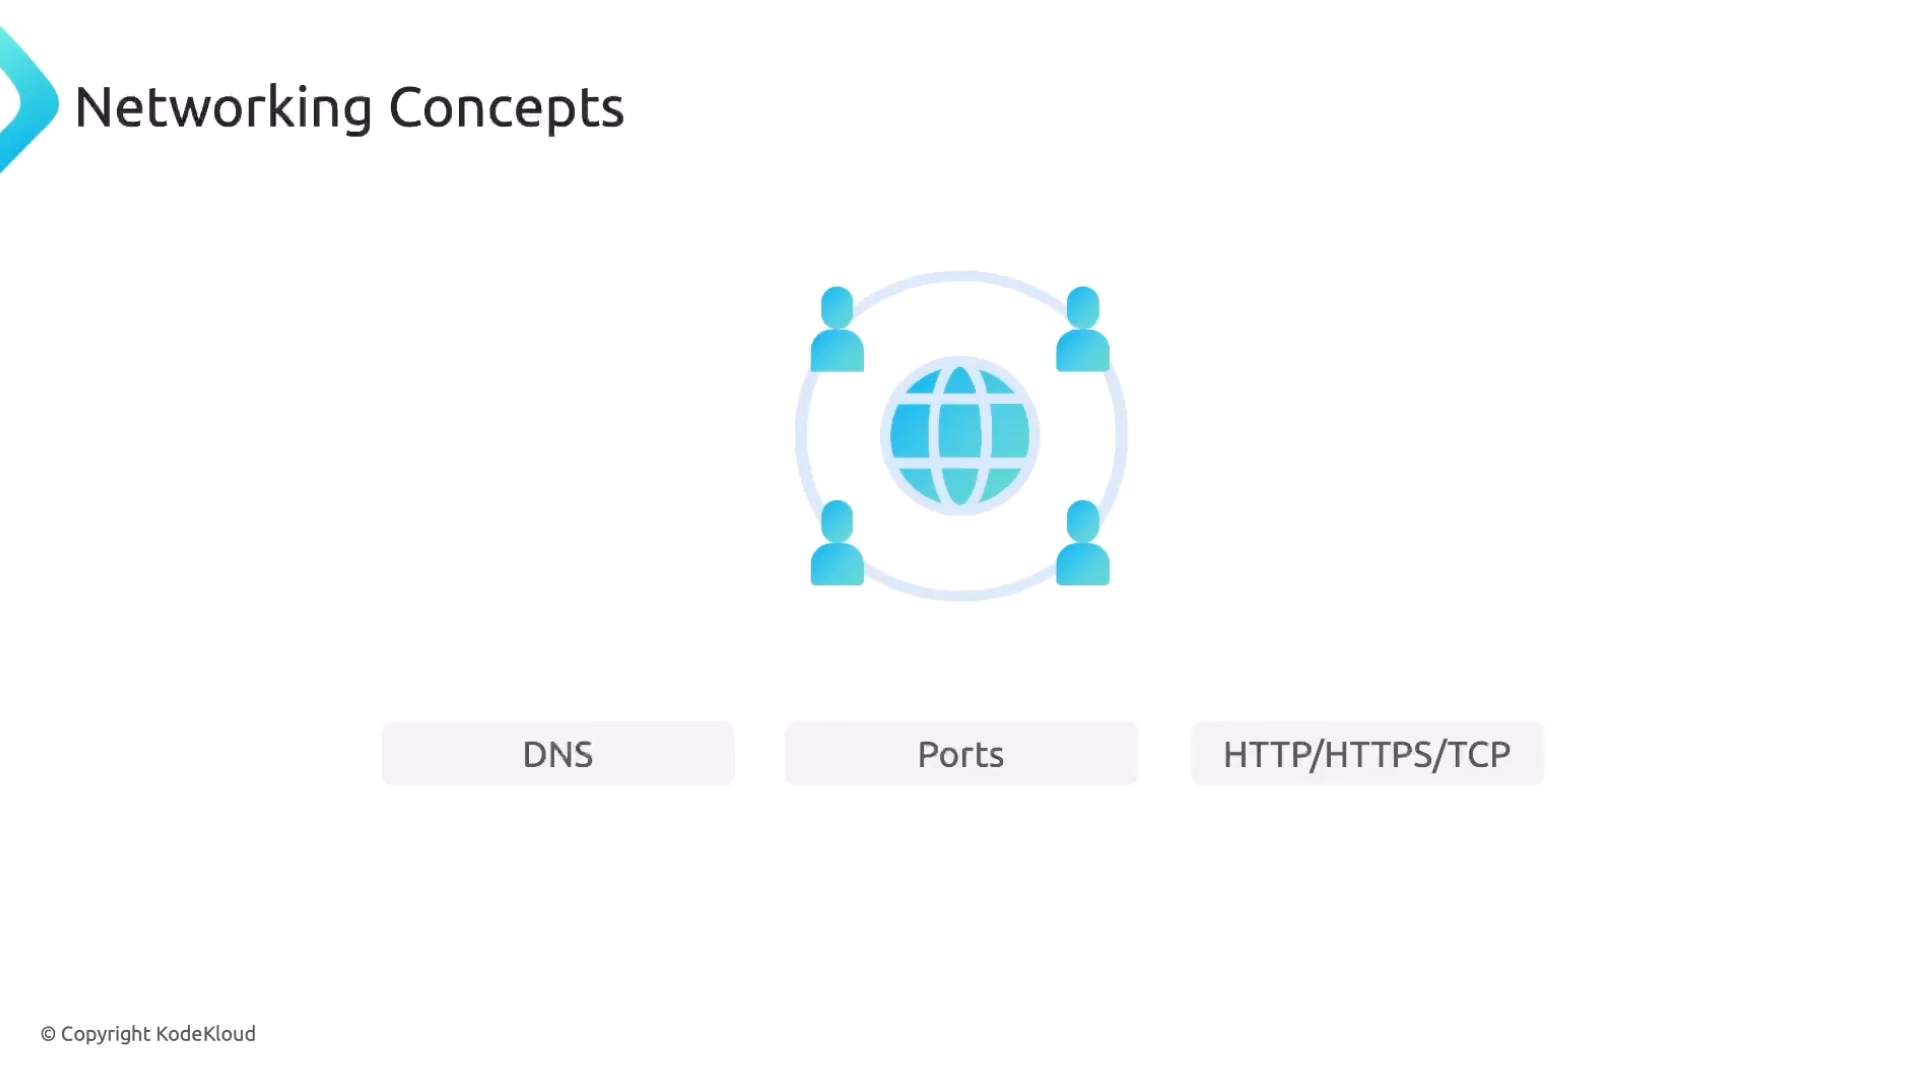 Networking Concepts
DNS
Ports
HTTP/HTTPS/TCP
© Copyright KodeKloud